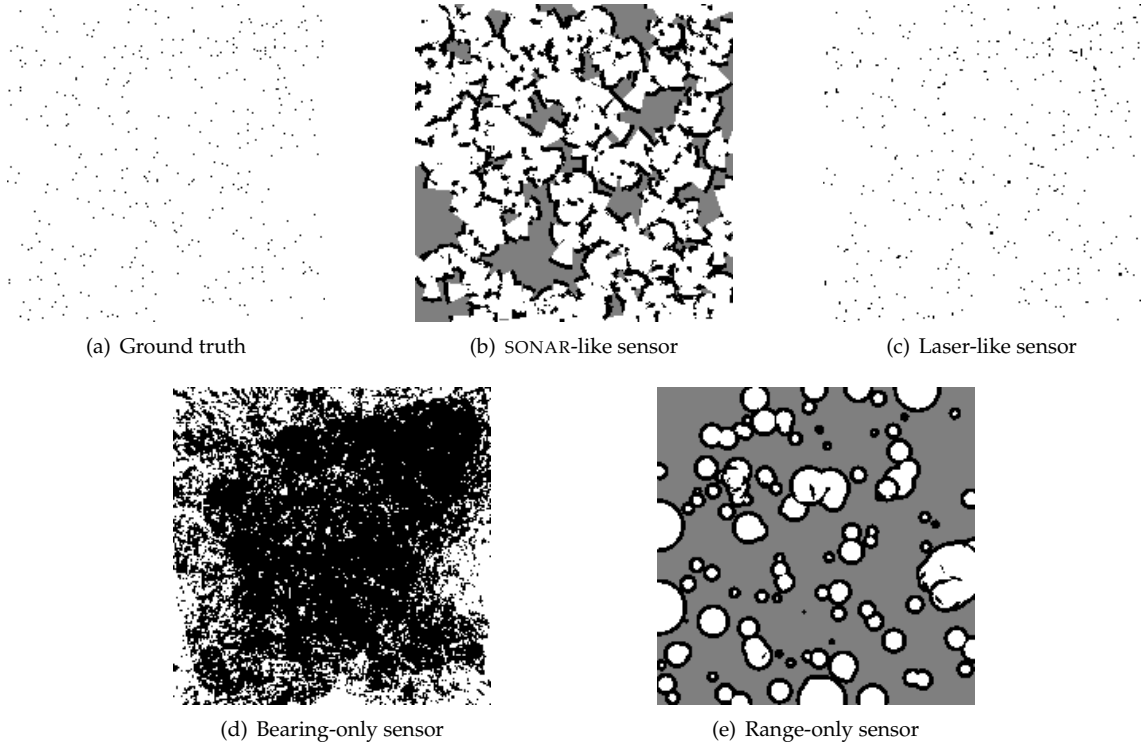 (a) Ground truth
(b) SONAR-like sensor
(c) Laser-like sensor
(d) Bearing-only sensor
(e) Range-only sensor